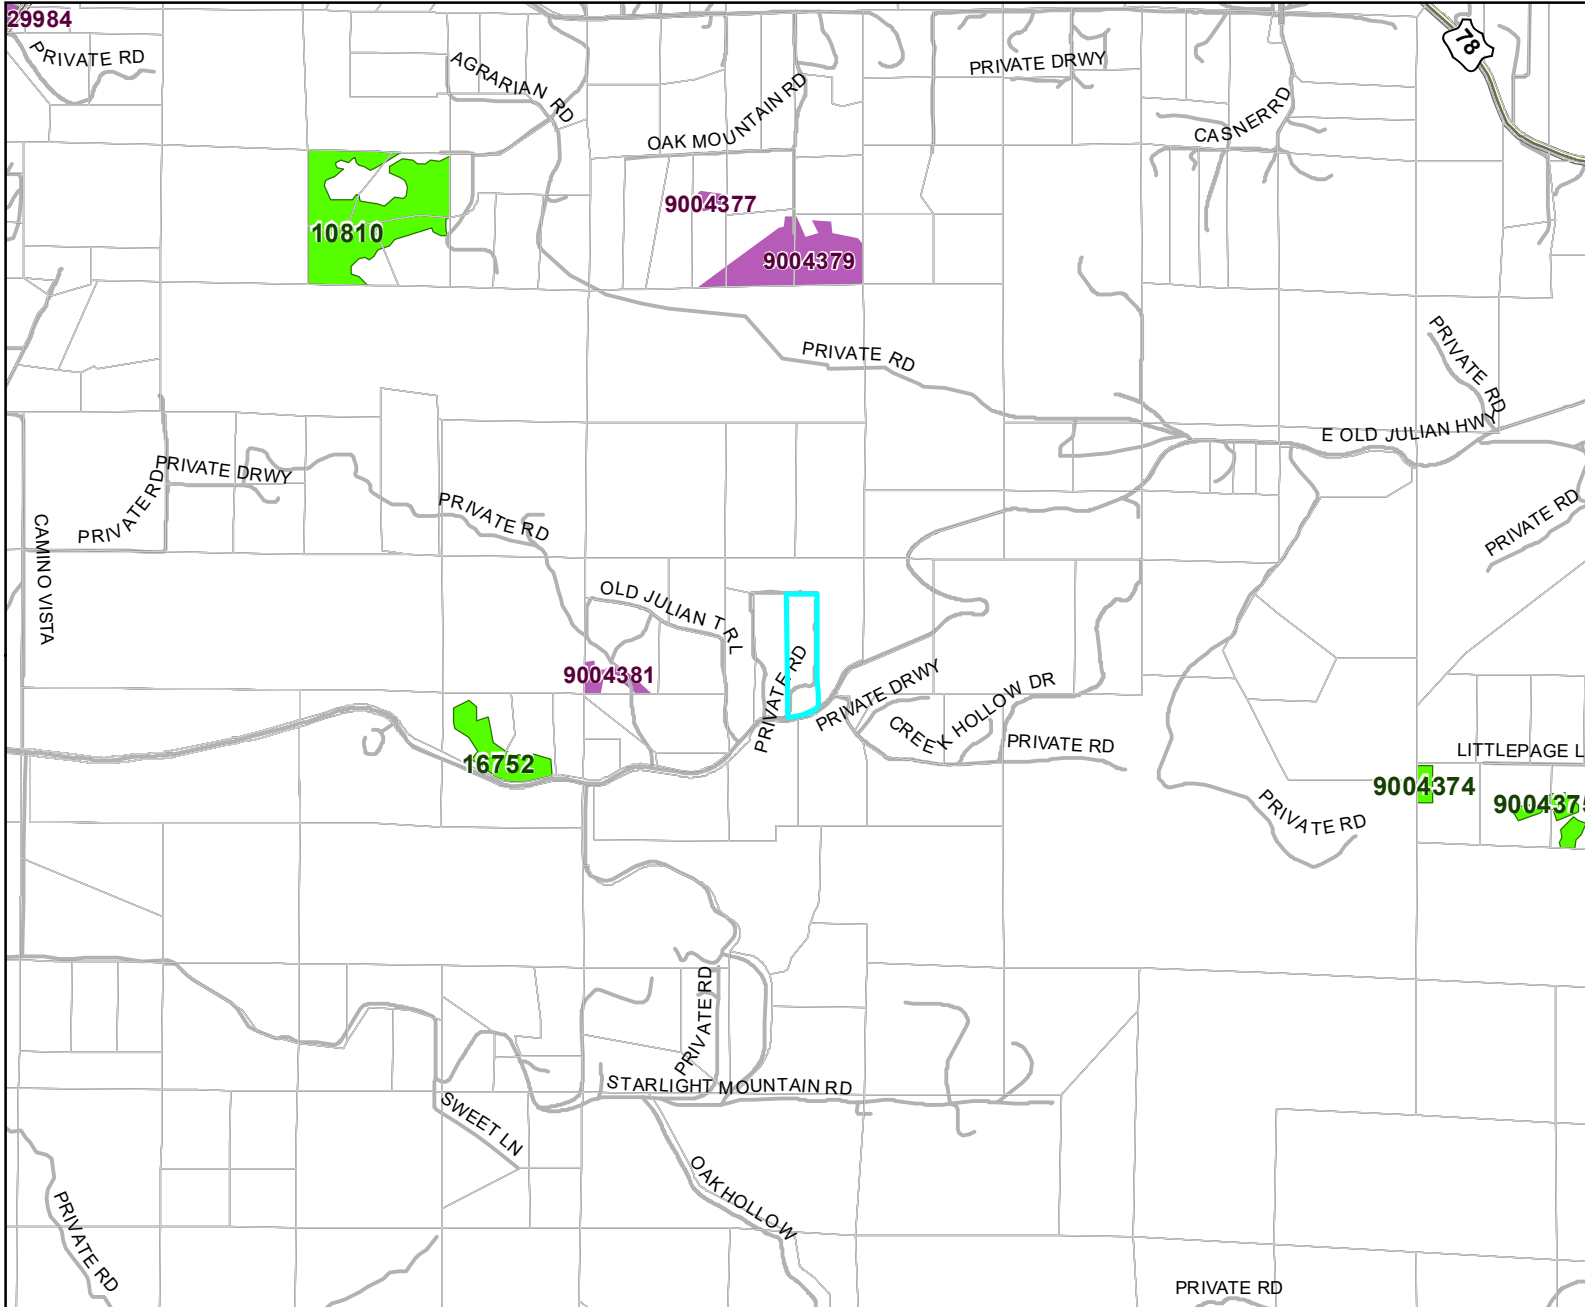 29984
PRIVATE RD
AGRARIAN RD
OAK MOUNTAIN RD
PRIVATE DRWY
78
CASNER RD
9004377
10810
9004379
PRIVATE RD
PRIVATE RD
E OLD JULIAN HWY
PRIVATE DRWY
PRIVATE RD
PRIVATE RD
PRIVATE RD
CAMINO VISTA
OLD JULIAN TRL
9004381
PRIVATE RD
PRIVATE DRWY
CREEK HOLLOW DR
PRIVATE RD
LITTLEPAGE L
16752
9004374
9004375
PRIVATE RD
PRIVATE RD
STARLIGHT MOUNTAIN RD
SWEET LN
OAK HOLLOW
PRIVATE RD
PRIVATE RD